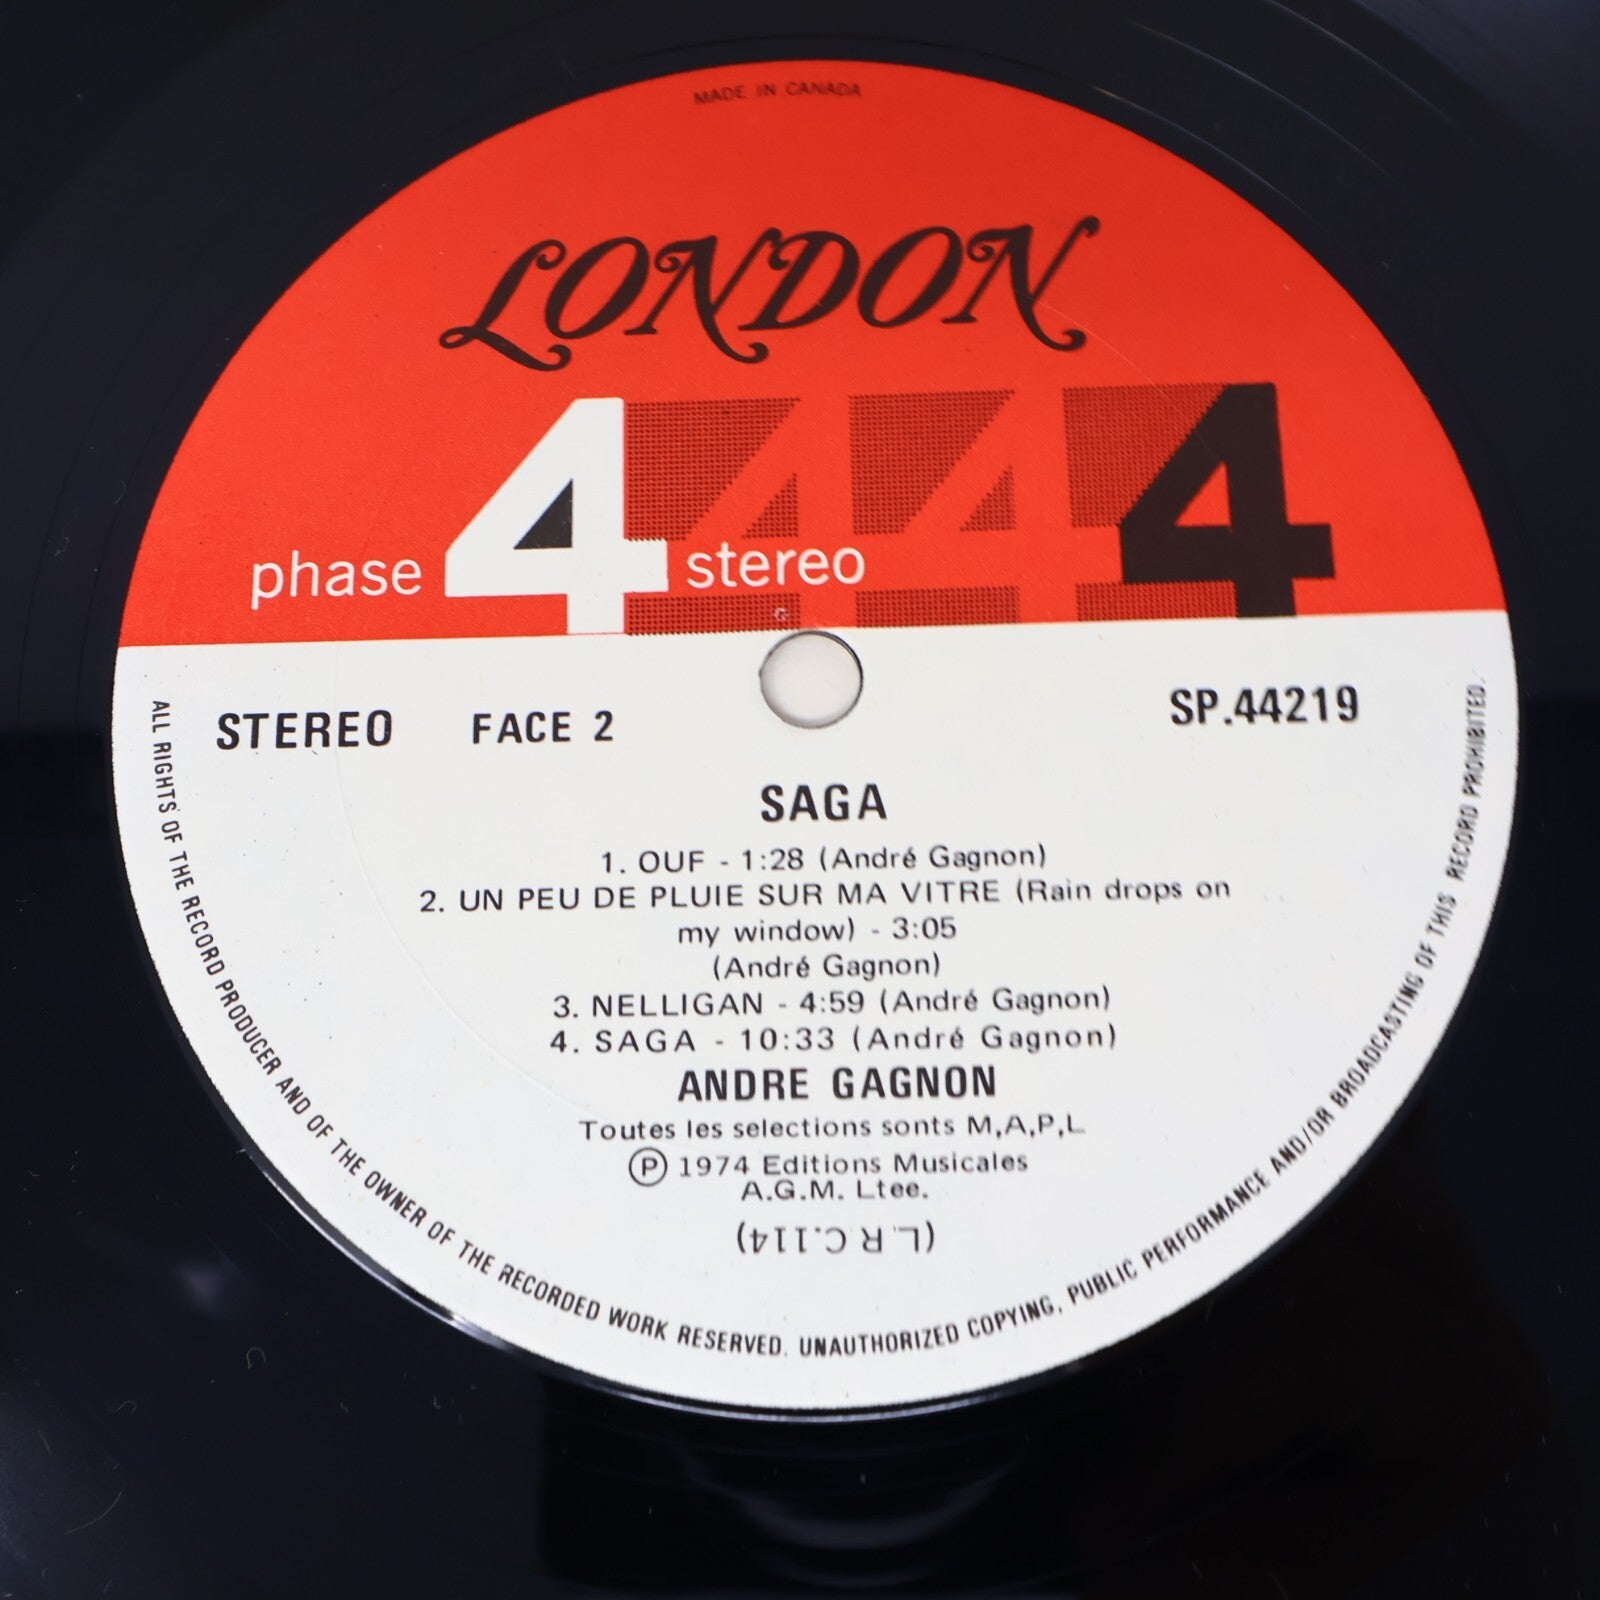 MADE IN CANADA
LONDON
phase 4 stereo 4 4 4
STEREO FACE 2 SP.44219
SAGA
1. OUF - 1:28 (André Gagnon)
2. UN PEU DE PLUIE SUR MA VITRE (Rain drops on
my window) - 3:05
(André Gagnon)
3. NELLIGAN - 4:59 (André Gagnon)
4. SAGA - 10:33 (André Gagnon)
ANDRE GAGNON
Toutes les selections sonts M,A,P,L
Ⓟ 1974 Editions Musicales
A.G.M. Ltee.
(L.R.C.114)
ALL RIGHTS OF THE RECORD PRODUCER AND OF THE OWNER OF THE RECORDED WORK RESERVED. UNAUTHORIZED COPYING, PUBLIC PERFORMANCE AND/OR BROADCASTING OF THIS RECORD PROHIBITED.